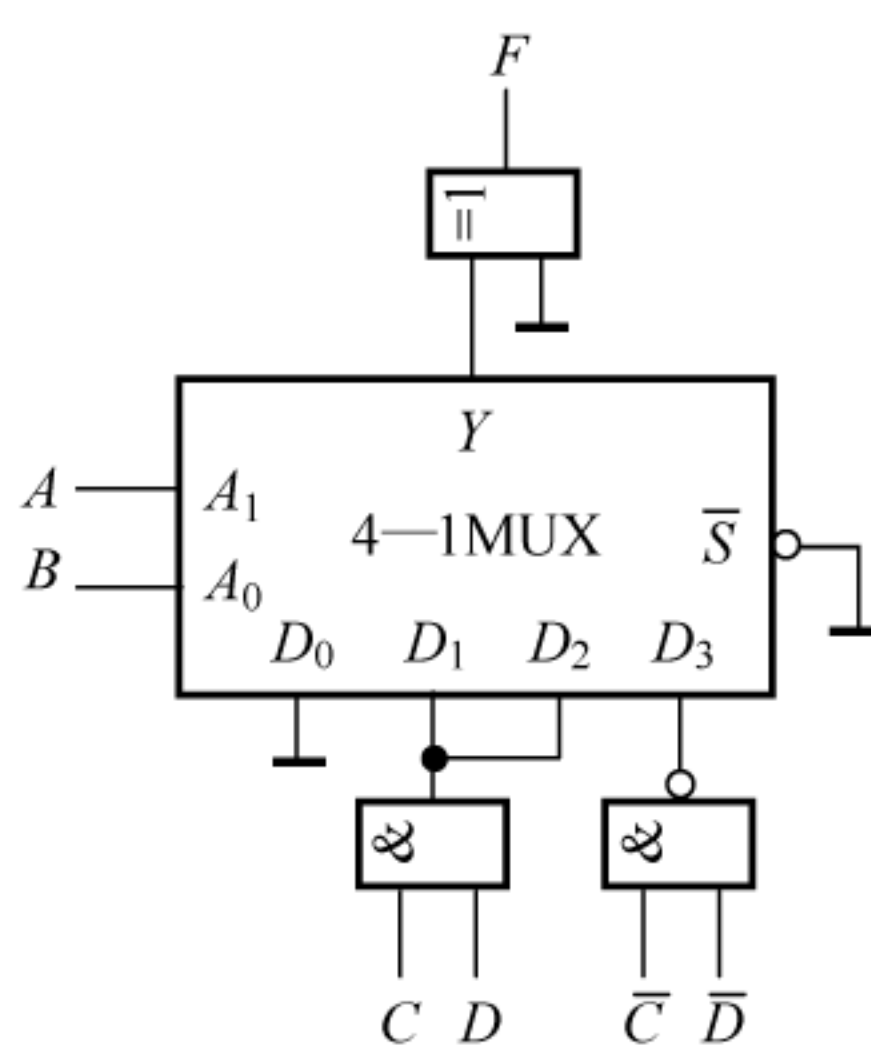 F
=1
Y
A A₁
4—1MUX S̅
B A₀
D₀ D₁ D₂ D₃
& &
C D C̅ D̅